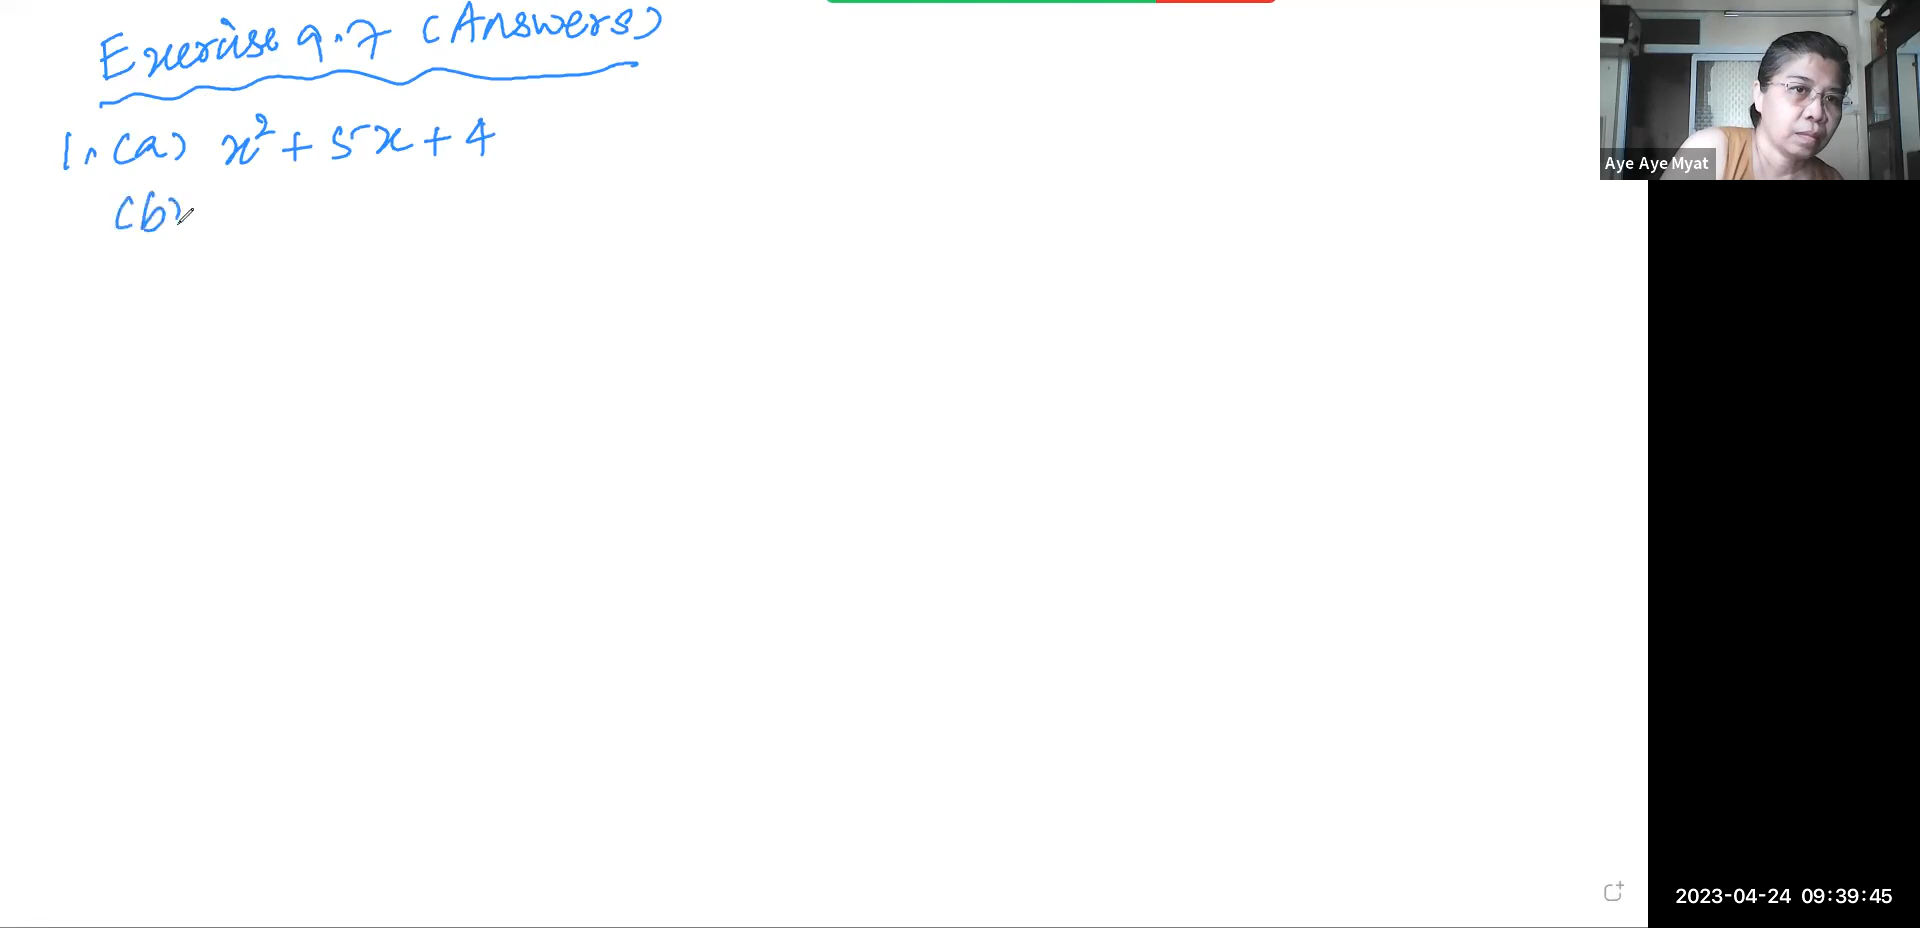 Exercise 9.7 (Answers)
1. (a) x² + 5x + 4
(b)
Aye Aye Myat
2023-04-24 09:39:45